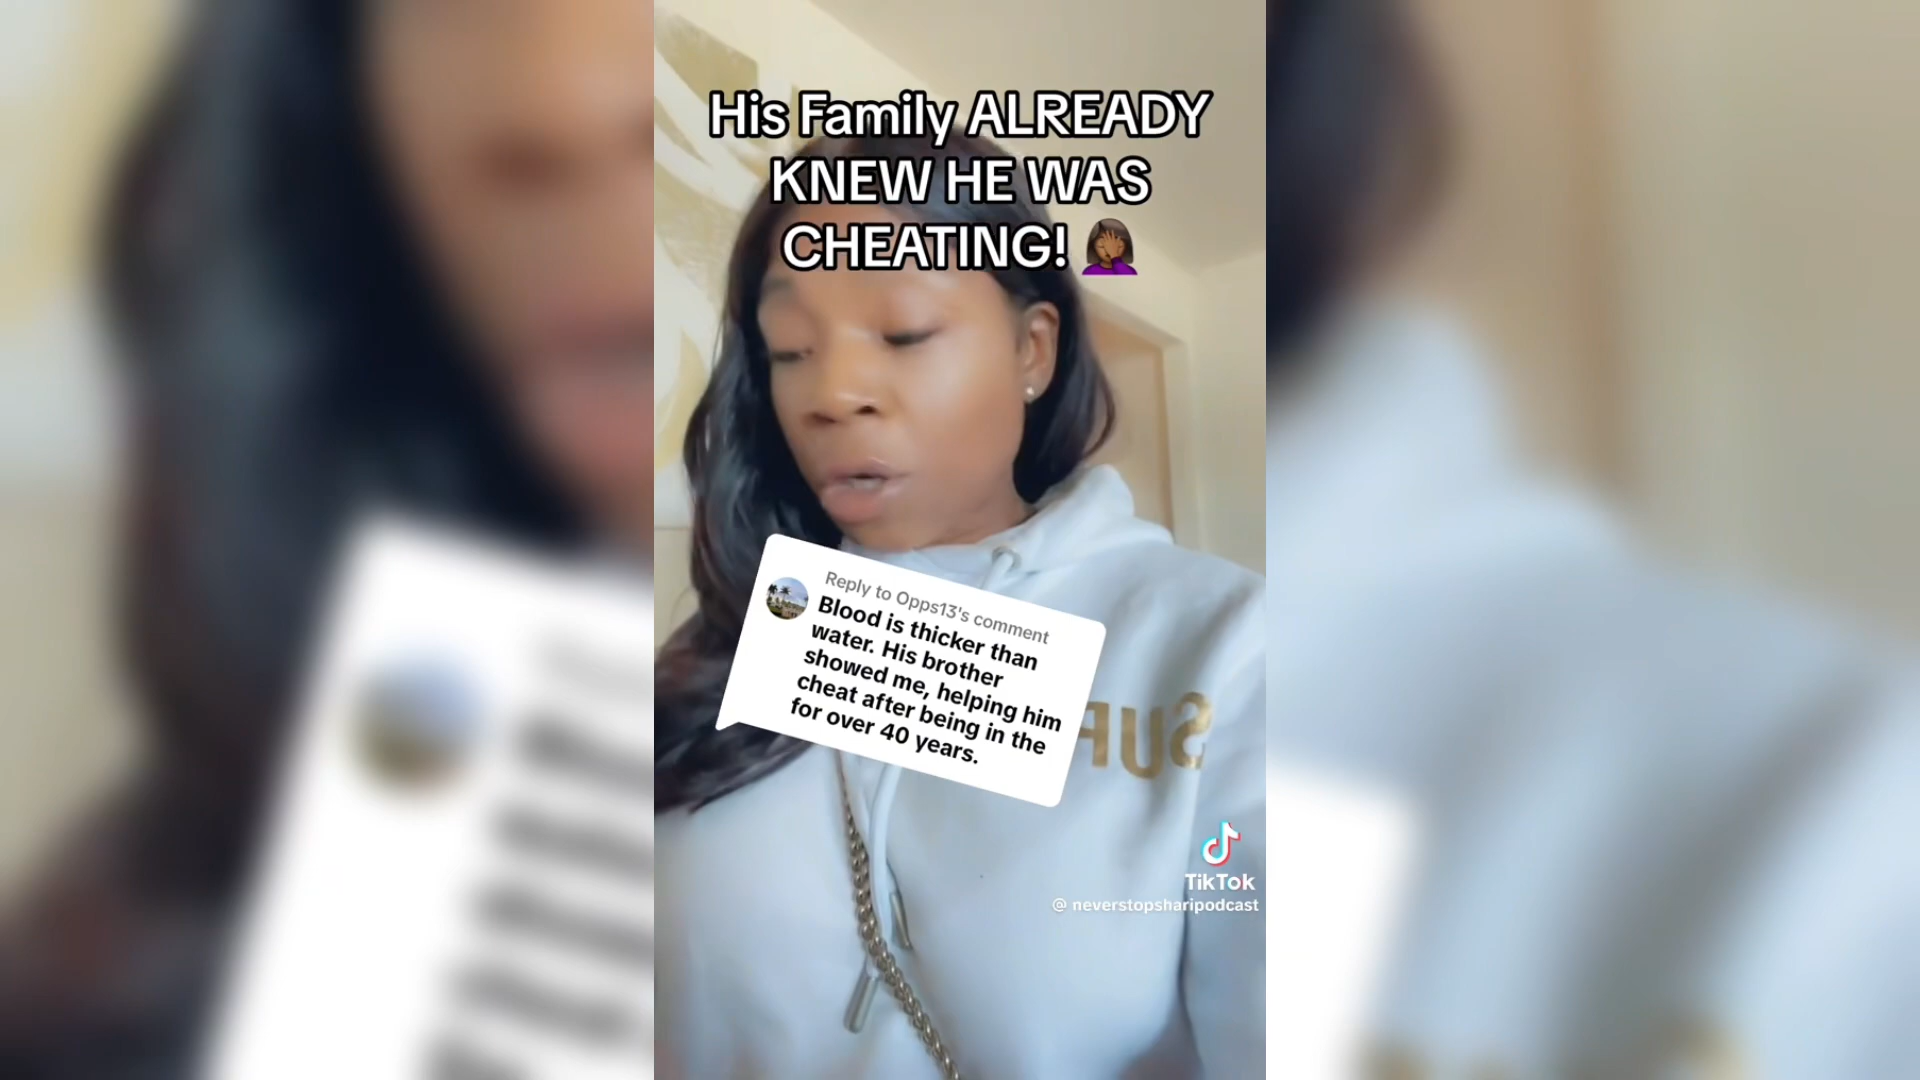 His Family ALREADY
KNEW HE WAS
CHEATING! 🤦🏾‍♀️
Reply to Opps13's comment
Blood is thicker than
water. His brother
showed me, helping him
cheat after being in the
for over 40 years.
SUP
TikTok
@ neverstopsharipodcast